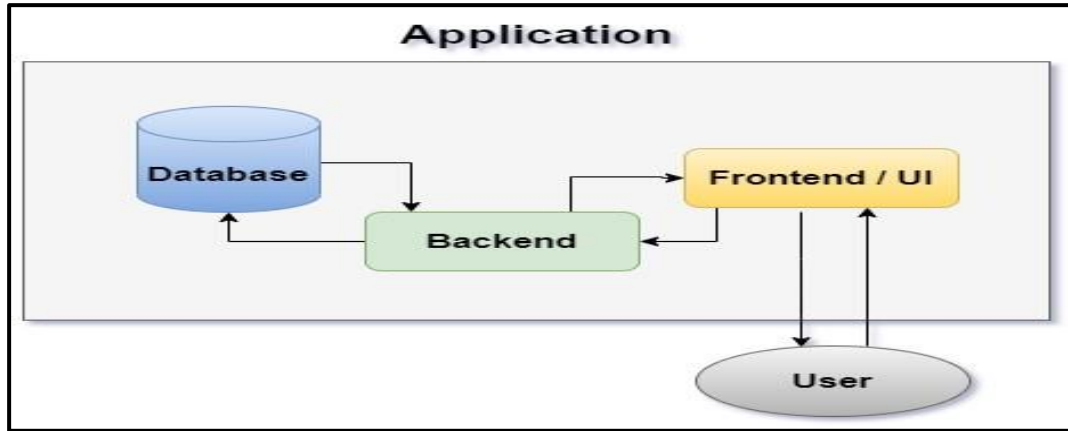 Application
Database
Frontend / UI
Backend
User